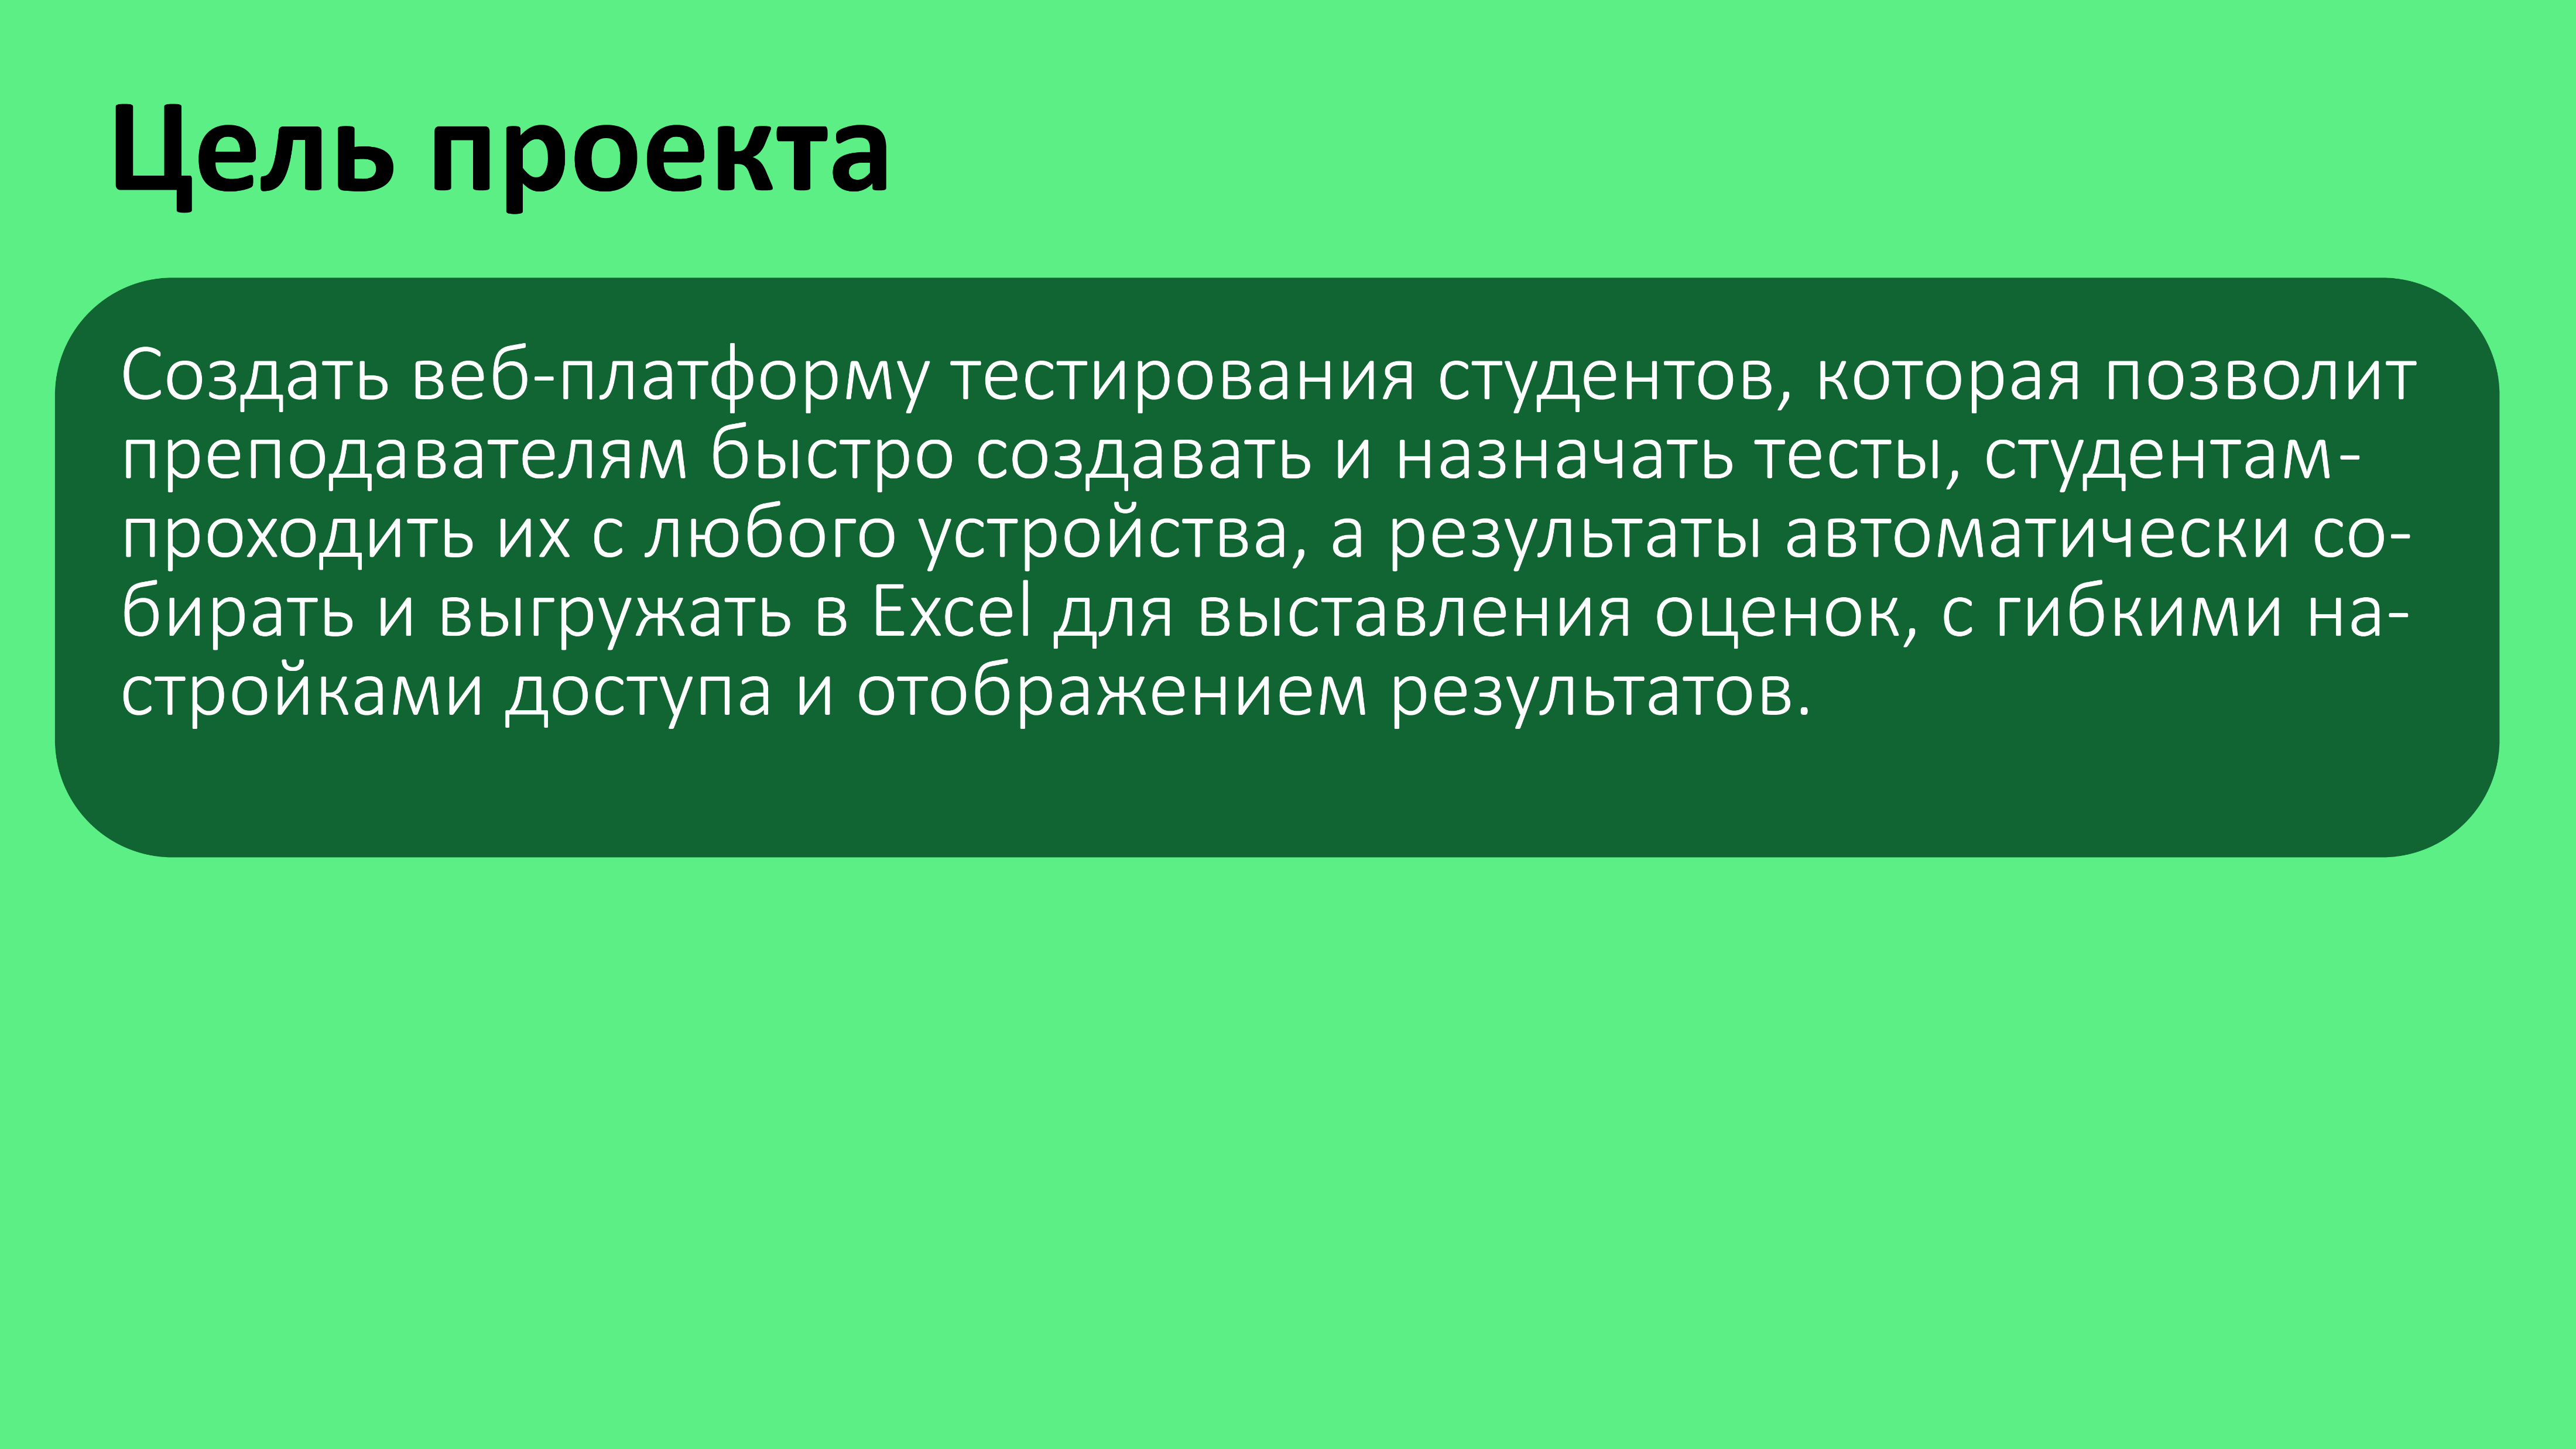 Цель проекта
Создать веб-платформу тестирования студентов, которая позволит
преподавателям быстро создавать и назначать тесты, студентам-
проходить их с любого устройства, а результаты автоматически со-
бирать и выгружать в Excel для выставления оценок, с гибкими на-
стройками доступа и отображением результатов.